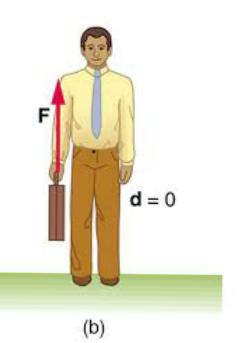 F
d = 0
(b)